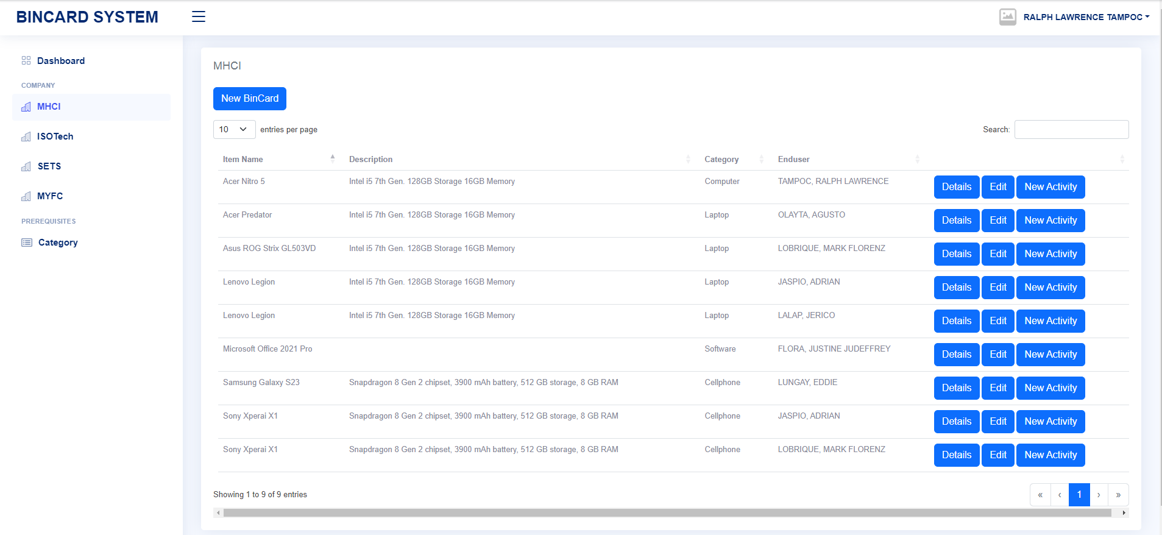 BINCARD SYSTEM
RALPH LAWRENCE TAMPOC
Dashboard
COMPANY
MHCI
ISOTech
SETS
MYFC
PREREQUISITES
Category
MHCI
New BinCard
10 entries per page Search:
Item Name Description Category Enduser
Acer Nitro 5 Intel i5 7th Gen. 128GB Storage 16GB Memory Computer TAMPOC, RALPH LAWRENCE Details Edit New Activity
Acer Predator Intel i5 7th Gen. 128GB Storage 16GB Memory Laptop OLAYTA, AGUSTO Details Edit New Activity
Asus ROG Strix GL503VD Intel i5 7th Gen. 128GB Storage 16GB Memory Laptop LOBRIQUE, MARK FLORENZ Details Edit New Activity
Lenovo Legion Intel i5 7th Gen. 128GB Storage 16GB Memory Laptop JASPIO, ADRIAN Details Edit New Activity
Lenovo Legion Intel i5 7th Gen. 128GB Storage 16GB Memory Laptop LALAP, JERICO Details Edit New Activity
Microsoft Office 2021 Pro Software FLORA, JUSTINE JUDEFFREY Details Edit New Activity
Samsung Galaxy S23 Snapdragon 8 Gen 2 chipset, 3900 mAh battery, 512 GB storage, 8 GB RAM Cellphone LUNGAY, EDDIE Details Edit New Activity
Sony Xperai X1 Snapdragon 8 Gen 2 chipset, 3900 mAh battery, 512 GB storage, 8 GB RAM Cellphone JASPIO, ADRIAN Details Edit New Activity
Sony Xperai X1 Snapdragon 8 Gen 2 chipset, 3900 mAh battery, 512 GB storage, 8 GB RAM Cellphone LOBRIQUE, MARK FLORENZ Details Edit New Activity
Showing 1 to 9 of 9 entries « ‹ 1 › »